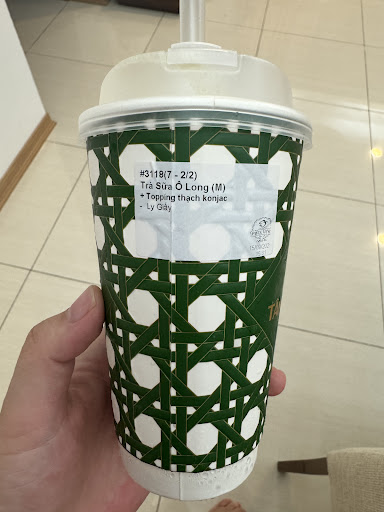 #3118(7 - 2/2)
Trà Sữa Ô Long (M)
+ Topping thạch konjac
- Ly Giấy